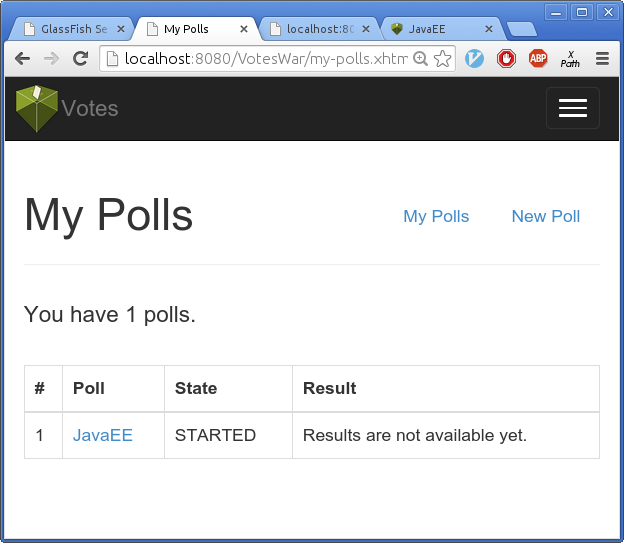 GlassFish Se
My Polls
localhost:80
JavaEE
localhost:8080/VotesWar/my-polls.xhtm
ABP
X Path
Votes
My Polls
My Polls New Poll
You have 1 polls.
# Poll State Result
1 JavaEE STARTED Results are not available yet.